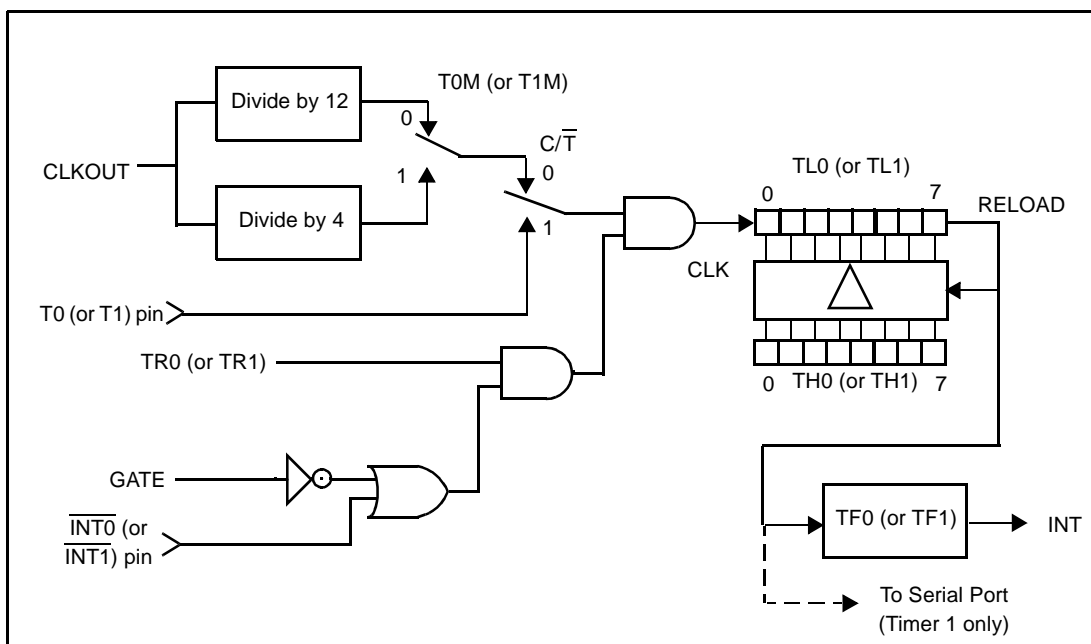 Divide by 12
T0M (or T1M)
0
C/T̅
CLKOUT
1
0
TL0 (or TL1)
0
7
RELOAD
Divide by 4
1
CLK
T0 (or T1) pin
TR0 (or TR1)
0
TH0 (or TH1)
7
GATE
I̅N̅T̅0̅ (or
I̅N̅T̅1̅) pin
TF0 (or TF1)
INT
To Serial Port
(Timer 1 only)